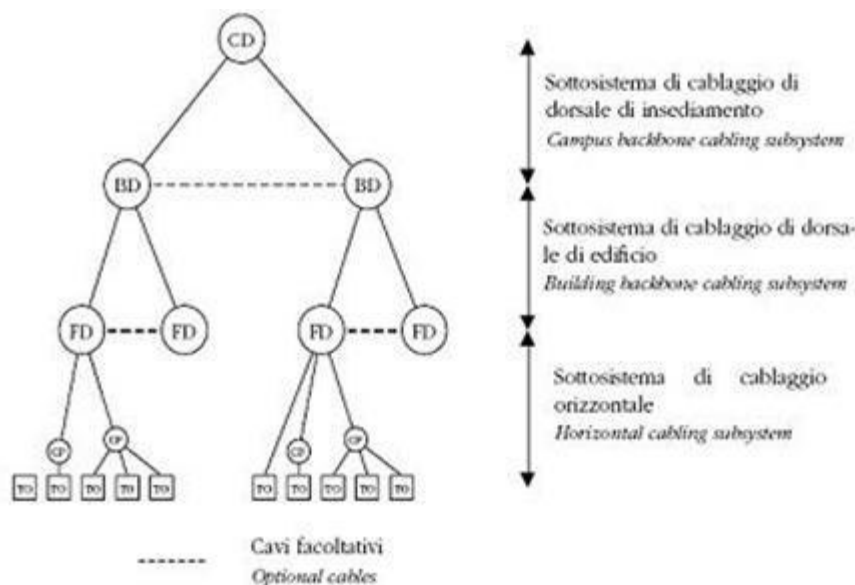 CD
Sottosistema di cablaggio di
dorsale di insediamento
Campus backbone cabling subsystem
BD BD
Sottosistema di cablaggio di dorsa-
le di edificio
Building backbone cabling subsystem
FD FD FD FD
Sottosistema di cablaggio
orizzontale
Horizontal cabling subsystem
CP CP CP CP
TO TO TO TO TO TO TO TO TO TO
Cavi facoltativi
Optional cables